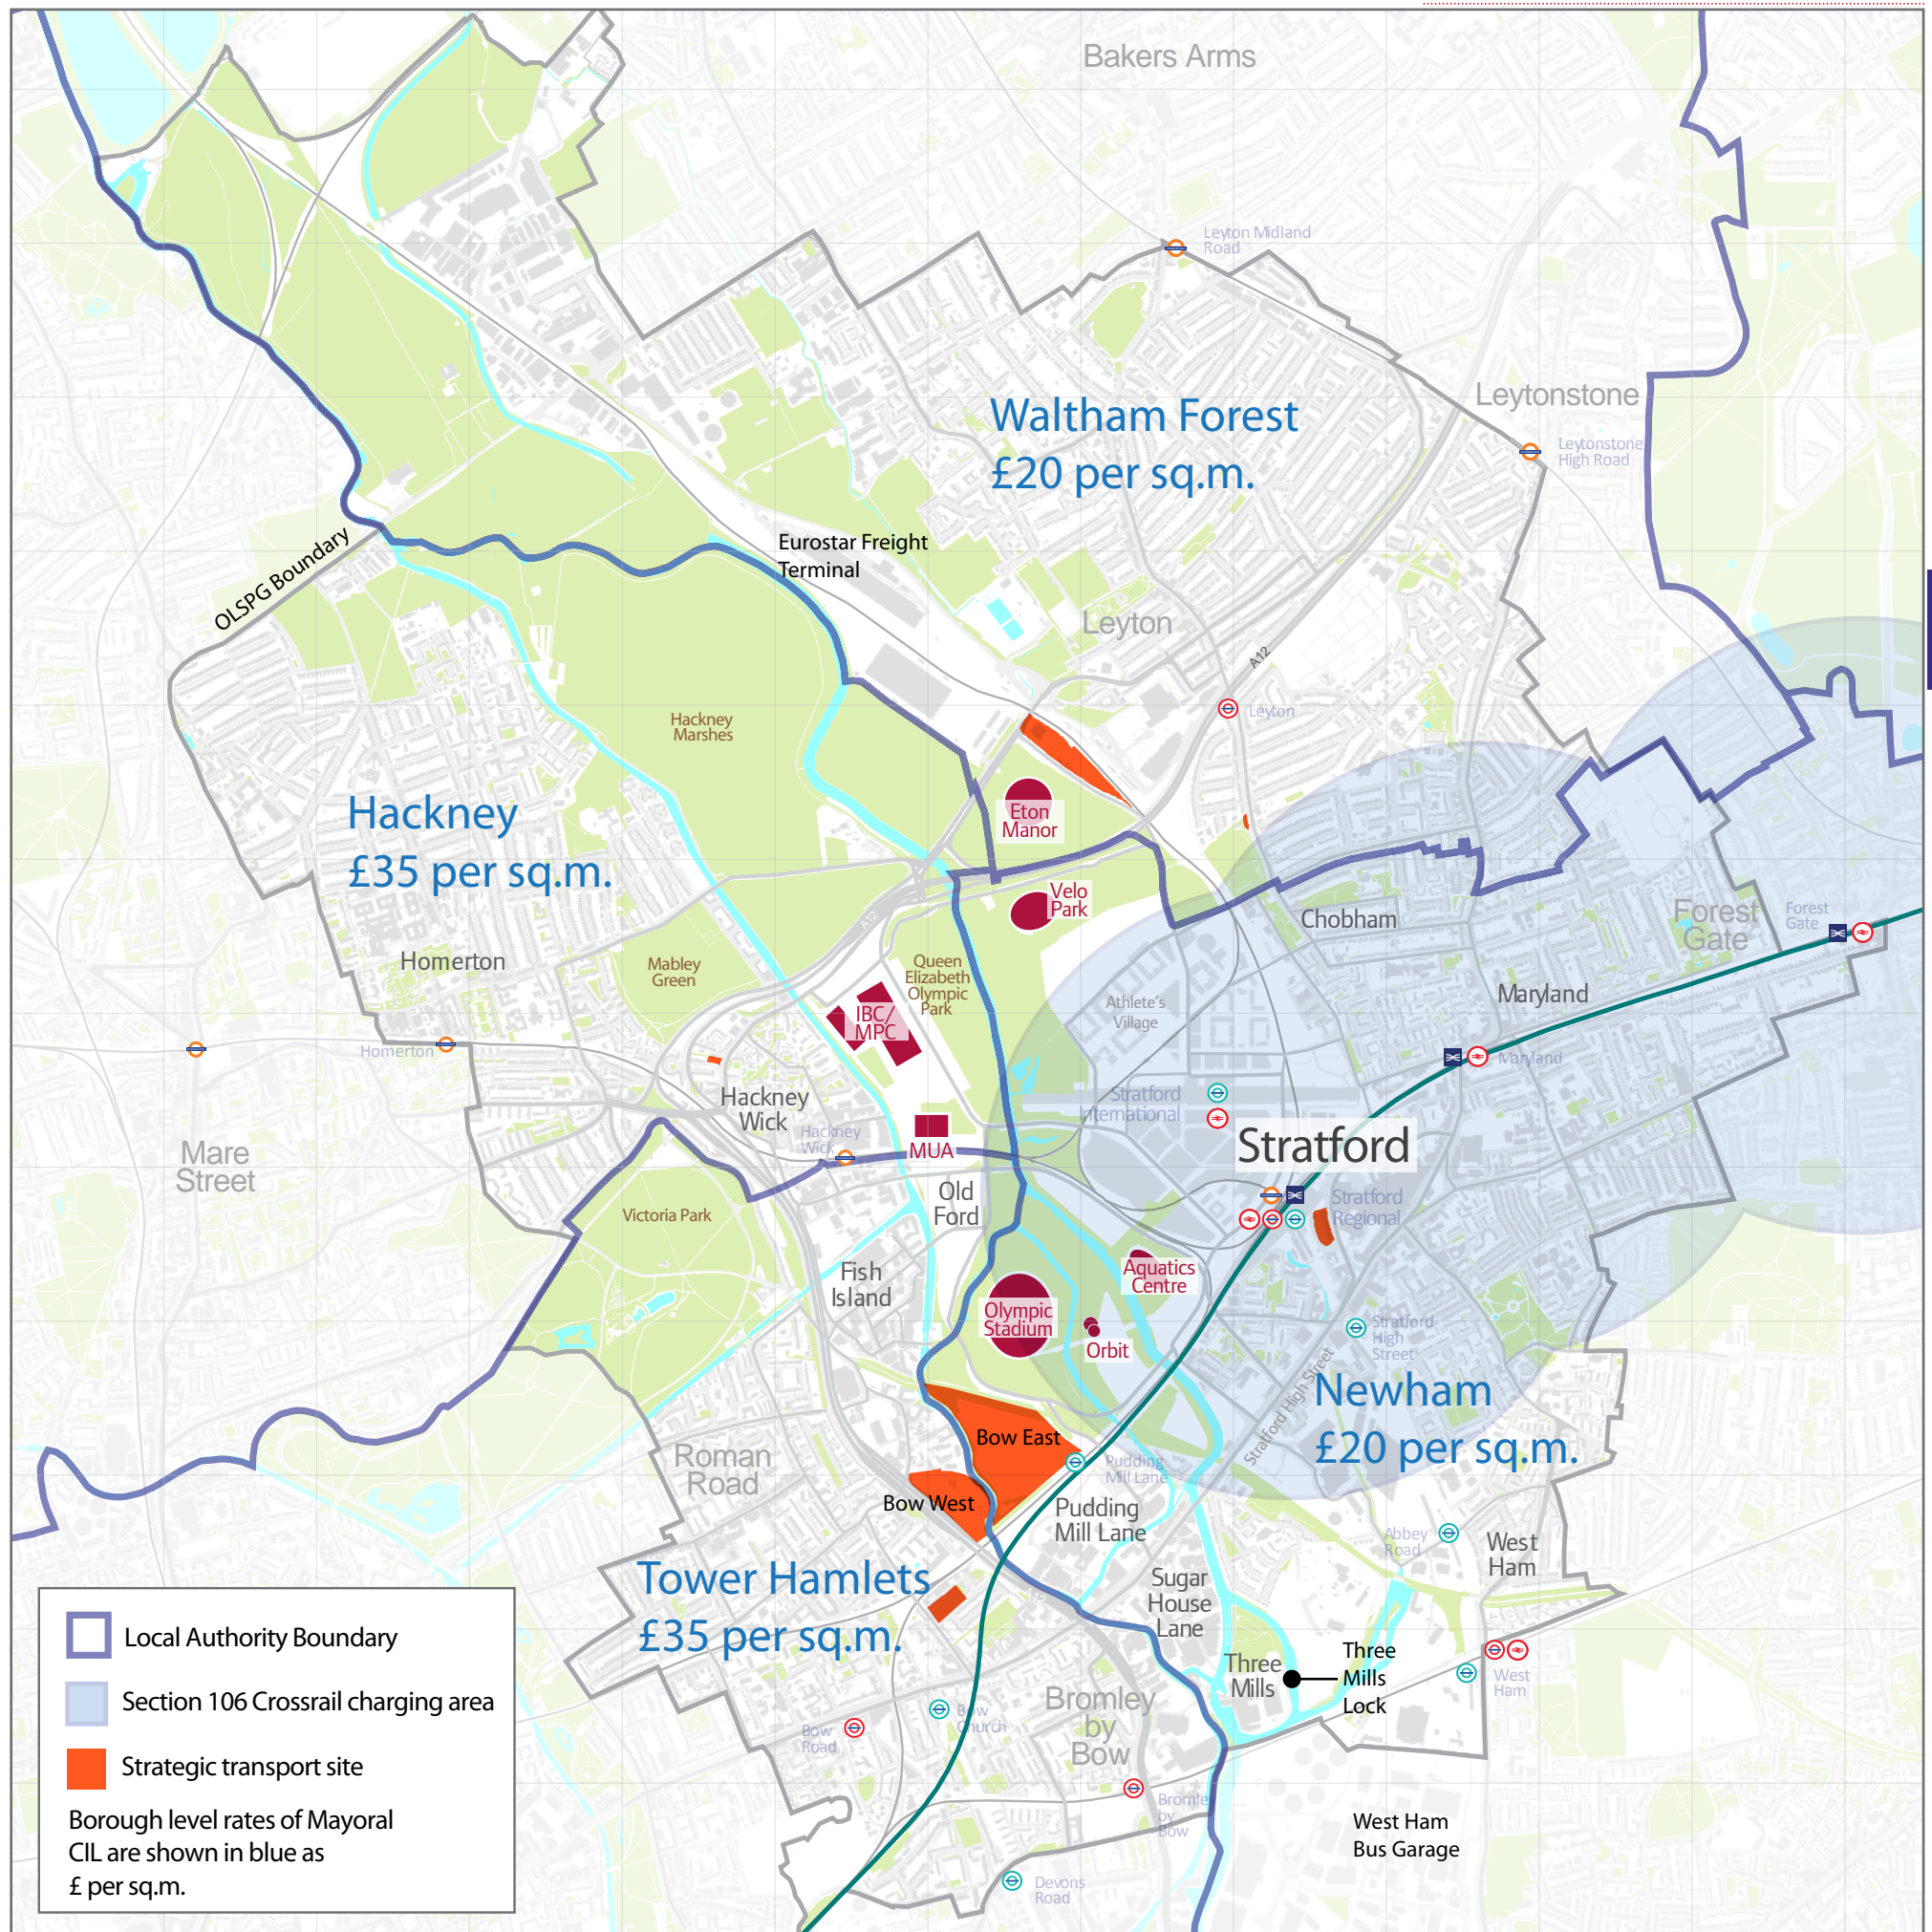 Bakers Arms
Leyton Midland
Road
Leytonstone
Leytonstone
High Road
Waltham Forest
£20 per sq.m.
Eurostar Freight
Terminal
OLSPG Boundary
Leyton
A12
Leyton
Hackney
Marshes
Hackney
£35 per sq.m.
Eton
Manor
Velo
Park
A12
Chobham
Forest
Gate
Forest
Gate
Homerton
Mabley
Green
Queen
Elizabeth
Olympic
Park
IBC/
MPC
Athlete's
Village
Maryland
Maryland
Homerton
Hackney
Wick
Hackney
Wick
MUA
Stratford
International
Stratford
Stratford
Regional
Mare
Street
Victoria Park
Old
Ford
Fish
Island
Aquatics
Centre
Olympic
Stadium
Orbit
Stratford
High
Street
Stratford High Street
Newham
£20 per sq.m.
Bow East
Roman
Road
Bow West
Pudding
Mill Lane
Pudding
Mill Lane
Abbey
Road
West
Ham
Tower Hamlets
£35 per sq.m.
Sugar
House
Lane
Three
Mills
Three
Mills
Lock
West
Ham
Bromley
by
Bow
Bow
Church
Bow
Road
Bromley
by
Bow
West Ham
Bus Garage
Devons
Road
Local Authority Boundary
Section 106 Crossrail charging area
Strategic transport site
Borough level rates of Mayoral
CIL are shown in blue as
£ per sq.m.